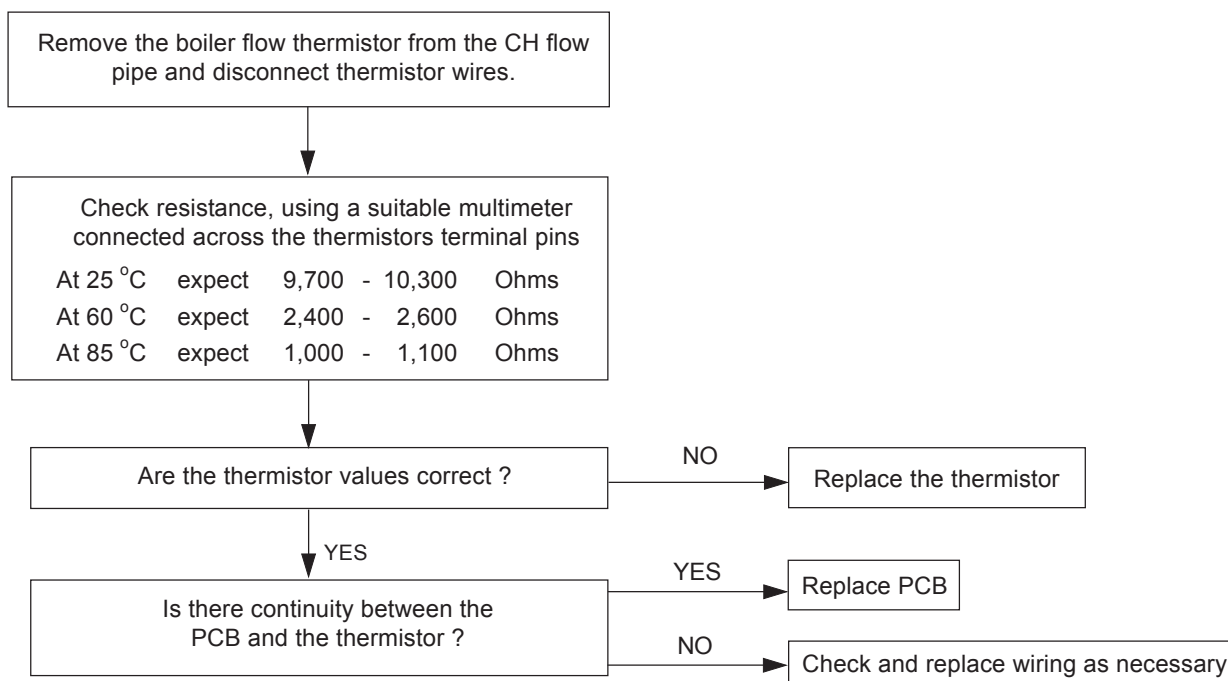 Remove the boiler flow thermistor from the CH flow
pipe and disconnect thermistor wires.
Check resistance, using a suitable multimeter
connected across the thermistors terminal pins
At 25 °C expect 9,700 - 10,300 Ohms
At 60 °C expect 2,400 - 2,600 Ohms
At 85 °C expect 1,000 - 1,100 Ohms
Are the thermistor values correct ?
NO
Replace the thermistor
YES
Is there continuity between the
PCB and the thermistor ?
YES
Replace PCB
NO
Check and replace wiring as necessary